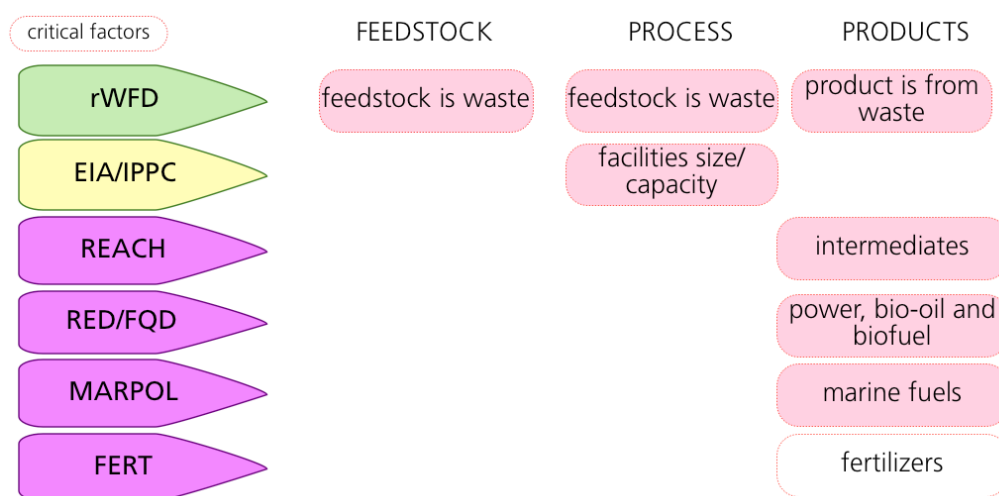 critical factors
FEEDSTOCK
PROCESS
PRODUCTS
rWFD
feedstock is waste
feedstock is waste
product is from
waste
EIA/IPPC
facilities size/
capacity
REACH
intermediates
RED/FQD
power, bio-oil and
biofuel
MARPOL
marine fuels
FERT
fertilizers